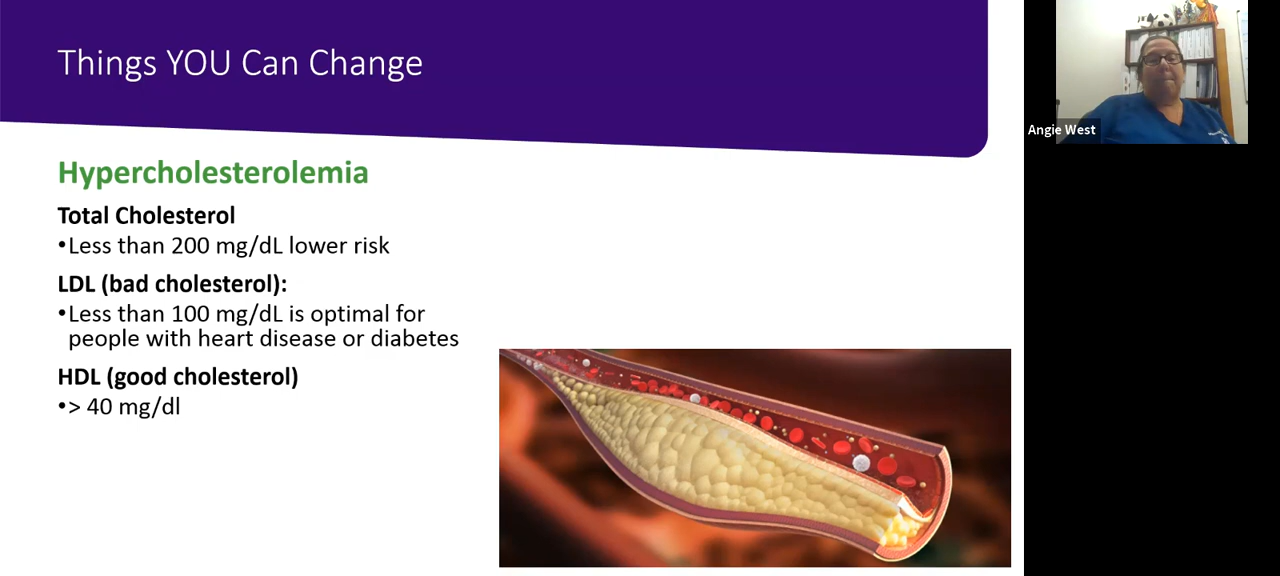 Things YOU Can Change
Hypercholesterolemia
Total Cholesterol
•Less than 200 mg/dL lower risk
LDL (bad cholesterol):
•Less than 100 mg/dL is optimal for
people with heart disease or diabetes
HDL (good cholesterol)
•> 40 mg/dl
Angie West